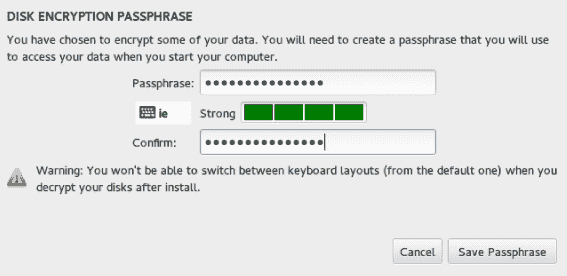 DISK ENCRYPTION PASSPHRASE
You have chosen to encrypt some of your data. You will need to create a passphrase that you will use
to access your data when you start your computer.
Passphrase: ●●●●●●●●●●●●●●●
ie Strong
Confirm: ●●●●●●●●●●●●●●●
Warning: You won't be able to switch between keyboard layouts (from the default one) when you
decrypt your disks after install.
Cancel Save Passphrase